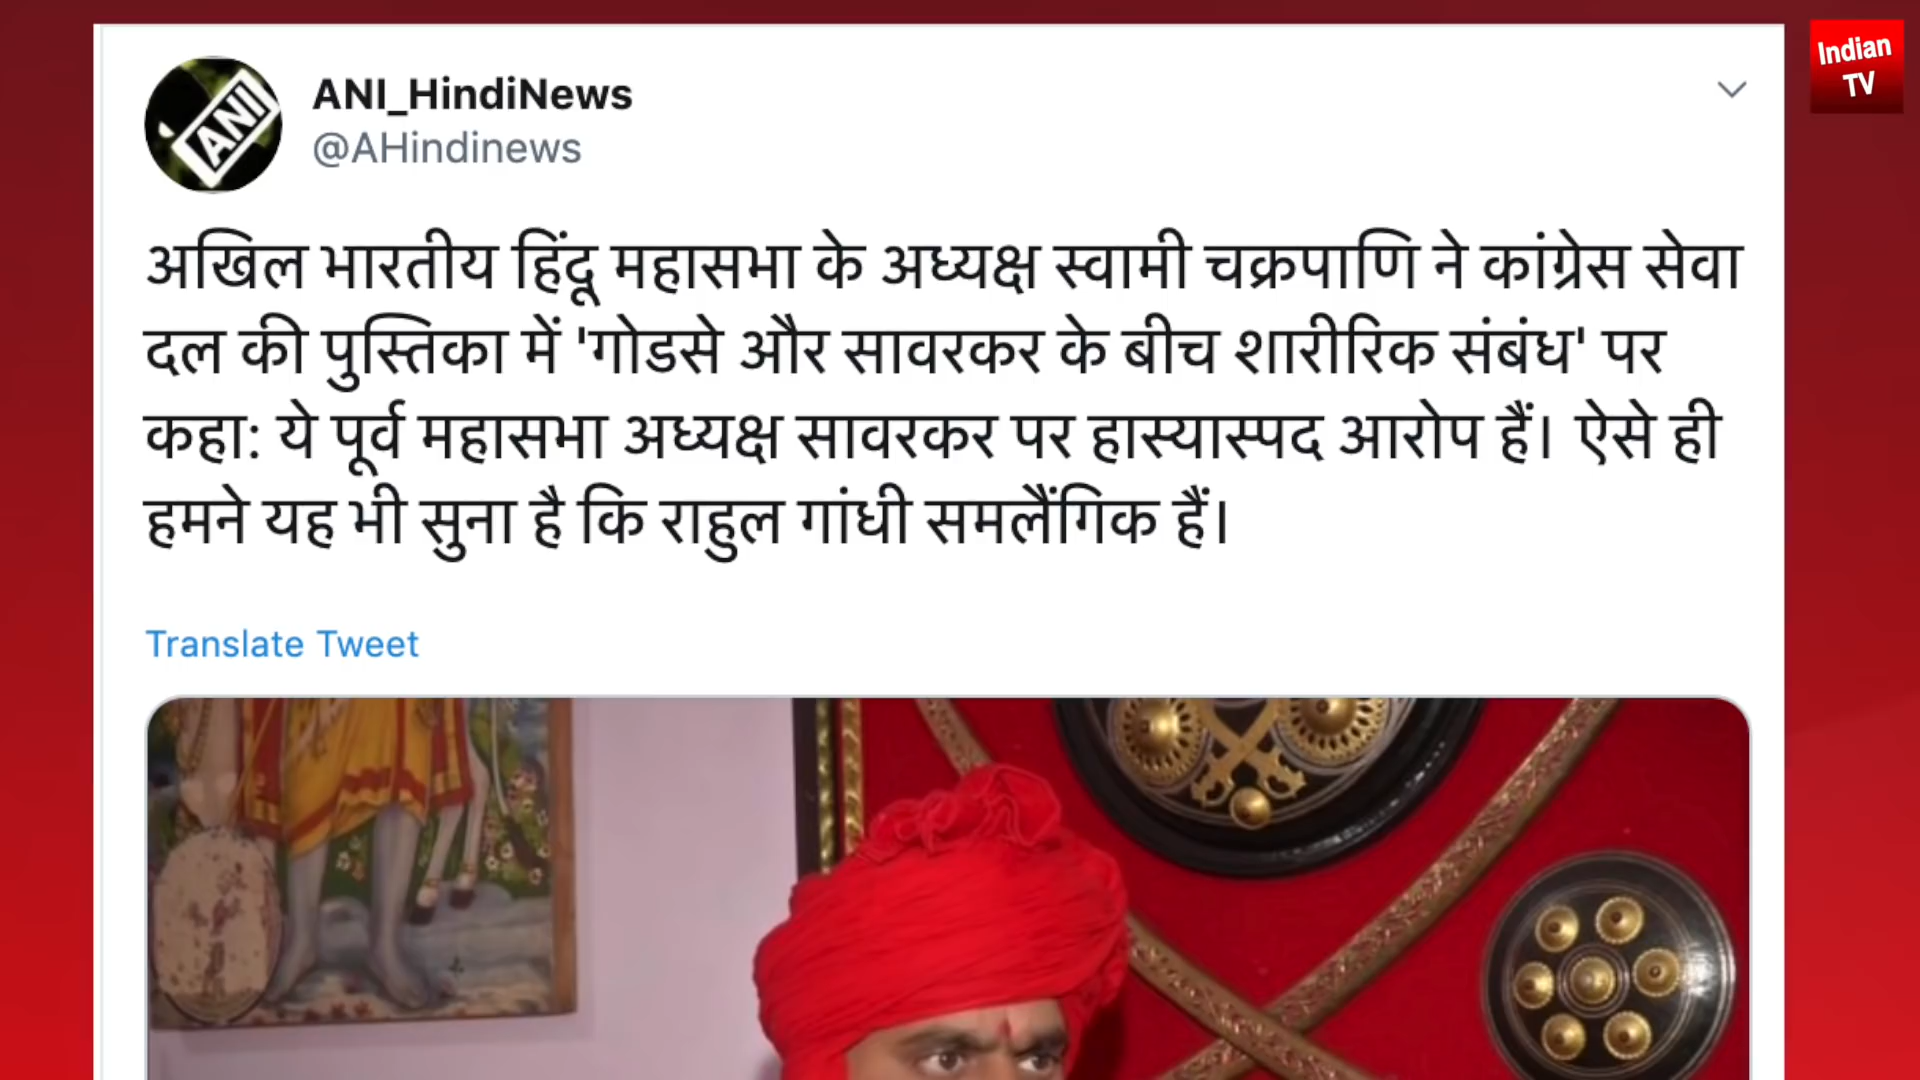 ANI_HindiNews
@AHindinews
अखिल भारतीय हिंदू महासभा के अध्यक्ष स्वामी चक्रपाणि ने कांग्रेस सेवा
दल की पुस्तिका में 'गोडसे और सावरकर के बीच शारीरिक संबंध' पर
कहा: ये पूर्व महासभा अध्यक्ष सावरकर पर हास्यास्पद आरोप हैं। ऐसे ही
हमने यह भी सुना है कि राहुल गांधी समलैंगिक हैं।
Translate Tweet
ANI
Indian
TV